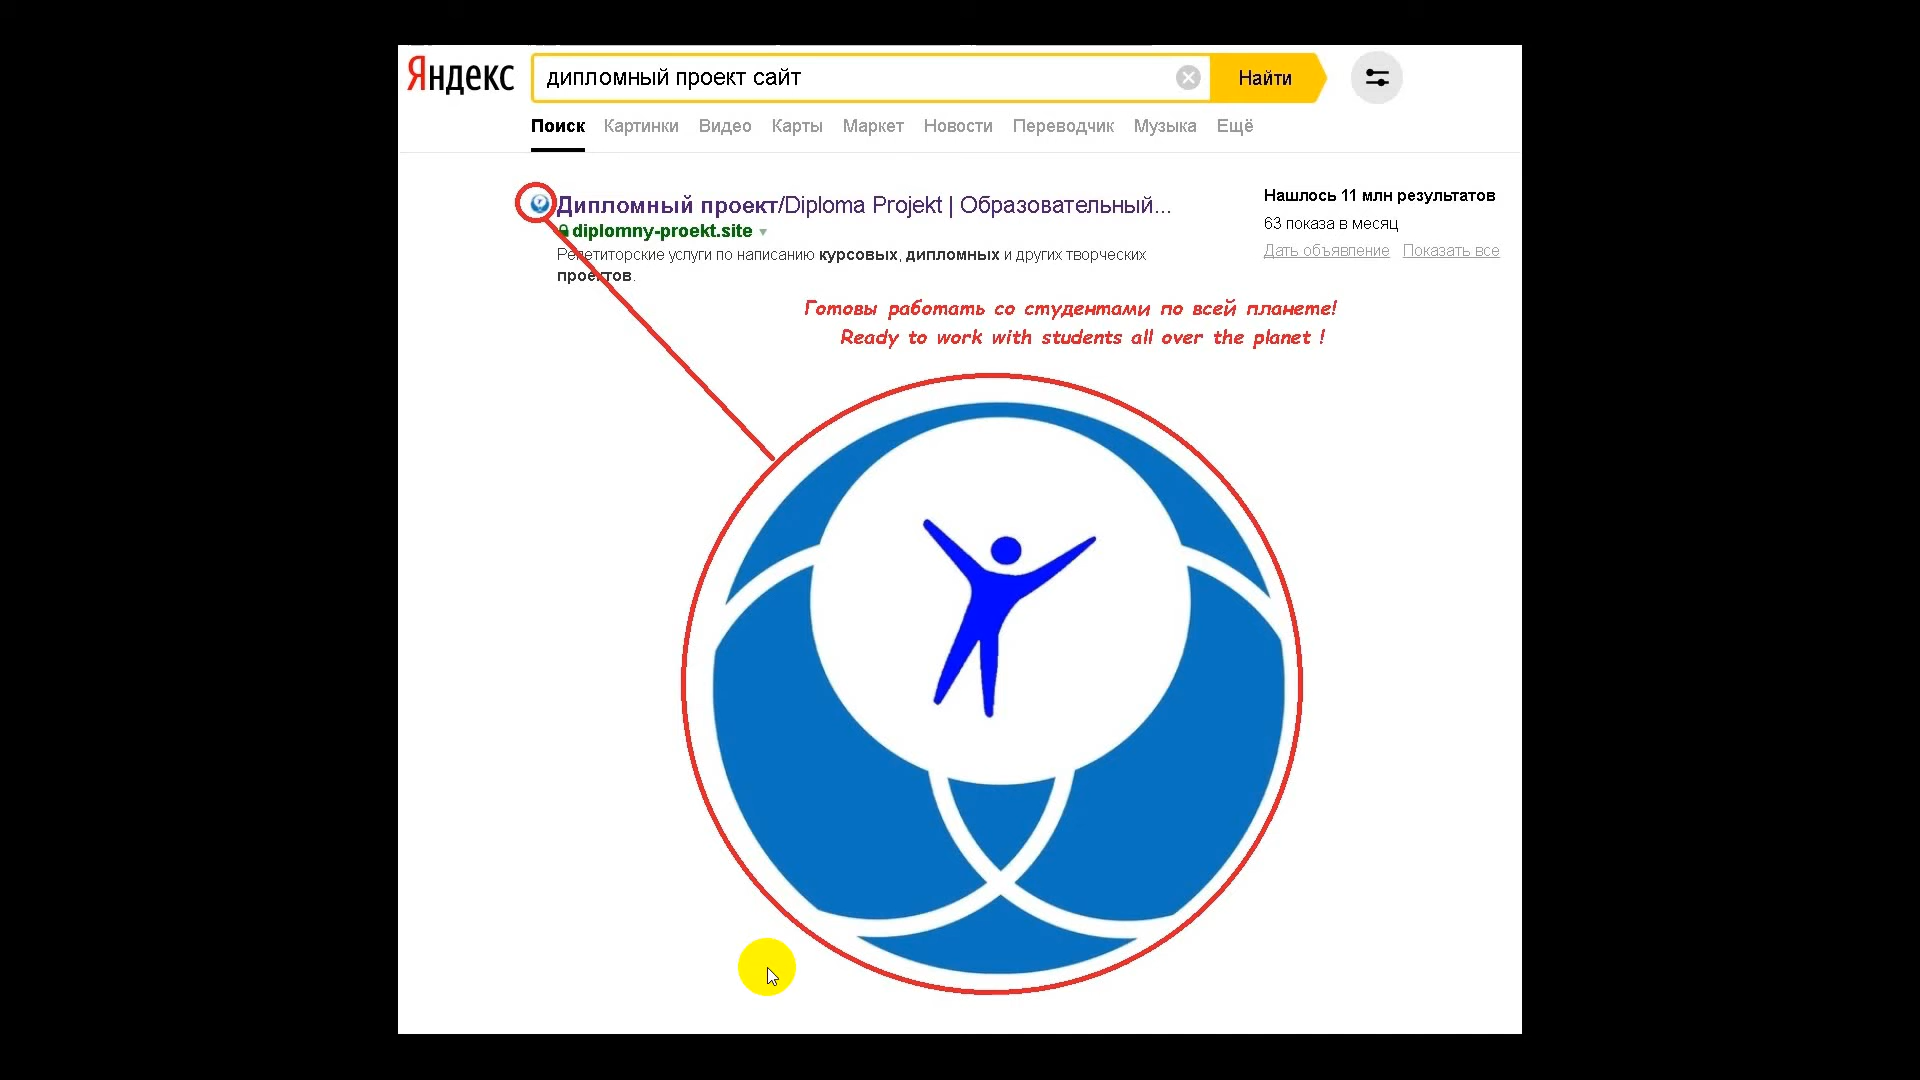 Яндекс
дипломный проект сайт
Найти
Поиск Картинки Видео Карты Маркет Новости Переводчик Музыка Ещё
Дипломный проект/Diploma Projekt | Образовательный...
diplomny-proekt.site
Репетиторские услуги по написанию курсовых, дипломных и других творческих
проектов.
Нашлось 11 млн результатов
63 показа в месяц
Дать объявление Показать все
Готовы работать со студентами по всей планете!
Ready to work with students all over the planet !